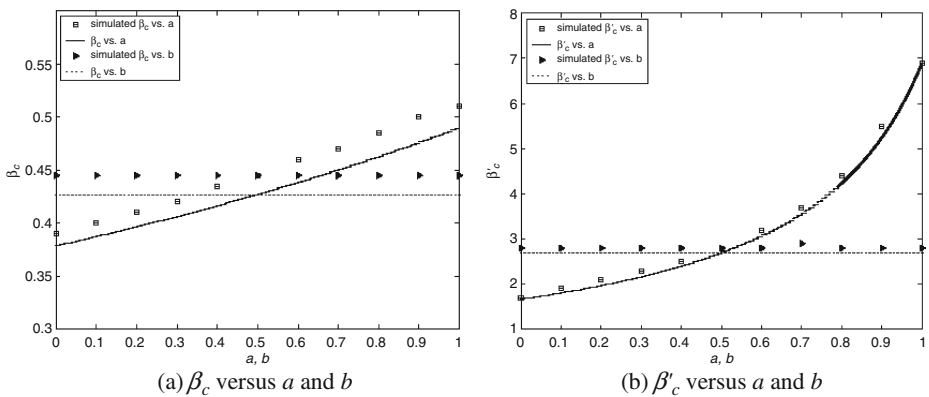 simulated β_c vs. a
β_c vs. a
simulated β_c vs. b
β_c vs. b
0.55
0.5
0.45
0.4
0.35
0.3
β_c
0 0.1 0.2 0.3 0.4 0.5 0.6 0.7 0.8 0.9 1
a, b
(a) β_c versus a and b
simulated β'_c vs. a
β'_c vs. a
simulated β'_c vs. b
β'_c vs. b
8
7
6
5
4
3
2
1
β'_c
0 0.1 0.2 0.3 0.4 0.5 0.6 0.7 0.8 0.9 1
a, b
(b) β'_c versus a and b